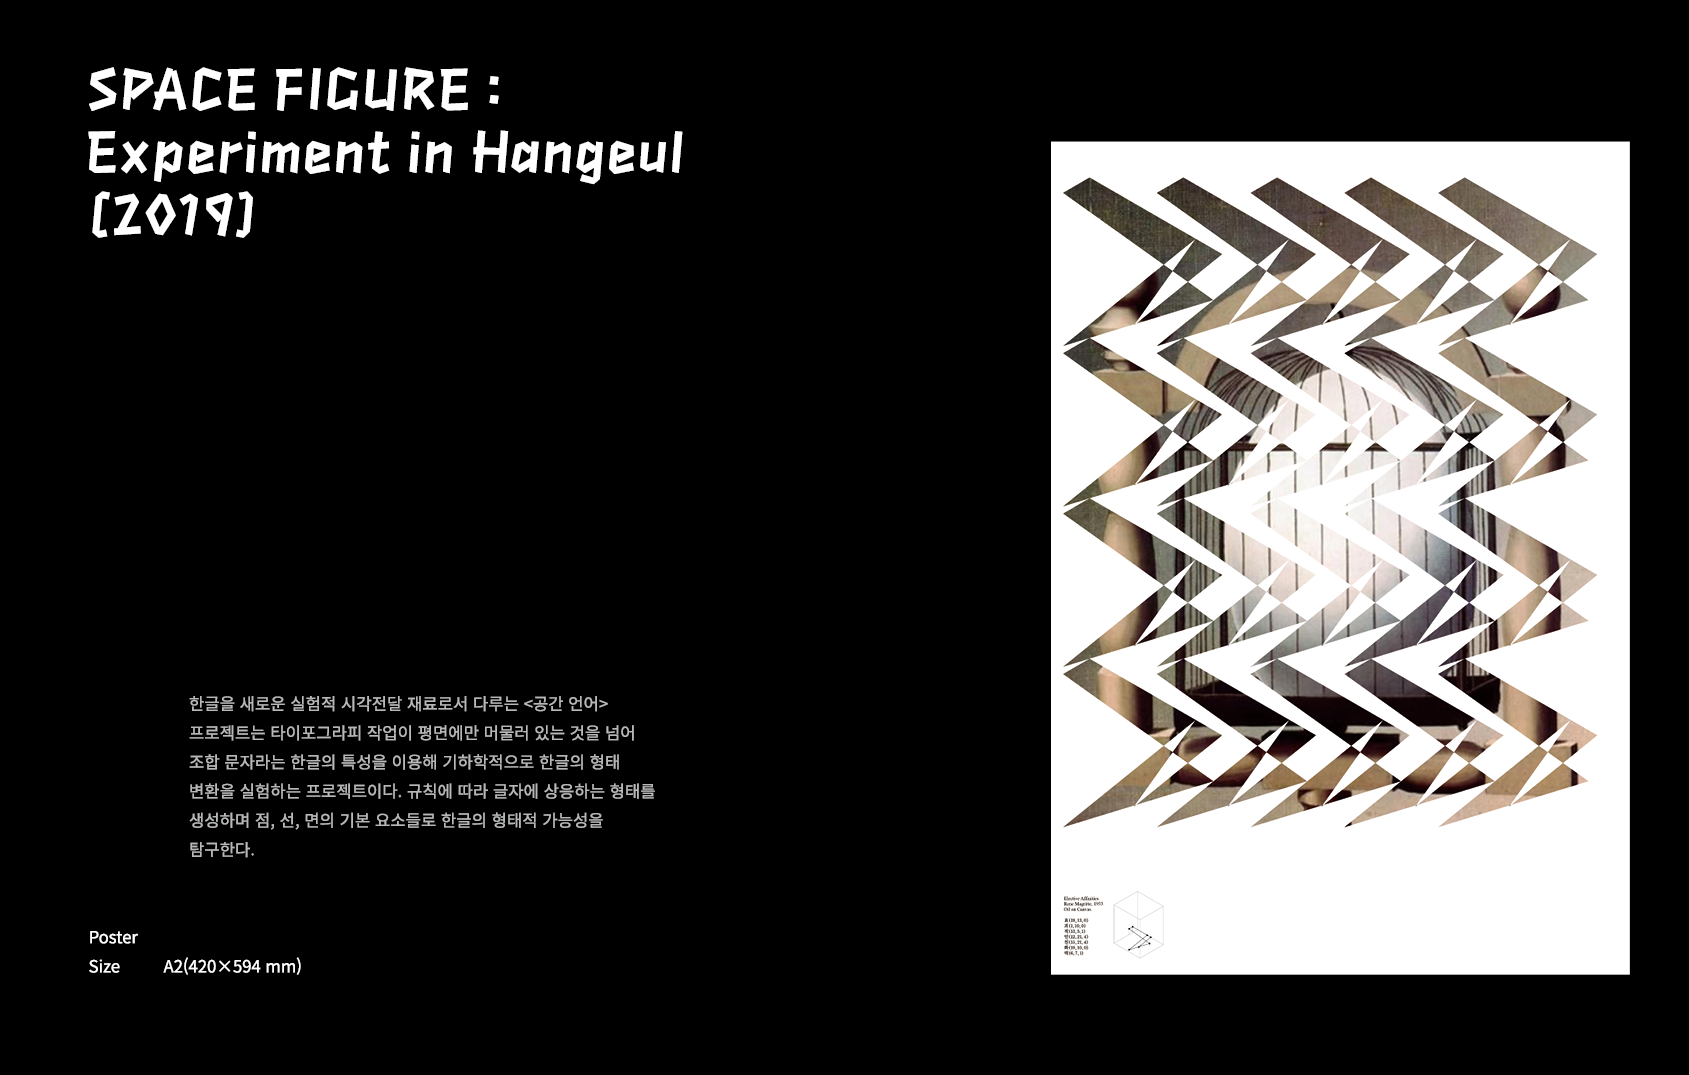 SPACE FIGURE :
Experiment in Hangeul
(2019)
한글을 새로운 실험적 시각전달 재료로서 다루는 <공간 언어>
프로젝트는 타이포그라피 작업이 평면에만 머물러 있는 것을 넘어
조합 문자라는 한글의 특성을 이용해 기하학적으로 한글의 형태
변환을 실험하는 프로젝트이다. 규칙에 따라 글자에 상응하는 형태를
생성하며 점, 선, 면의 기본 요소들로 한글의 형태적 가능성을
탐구한다.
Poster
Size A2(420×594 mm)
Elective Affinities
Rene Magritte, 1933
Oil on Canvas.